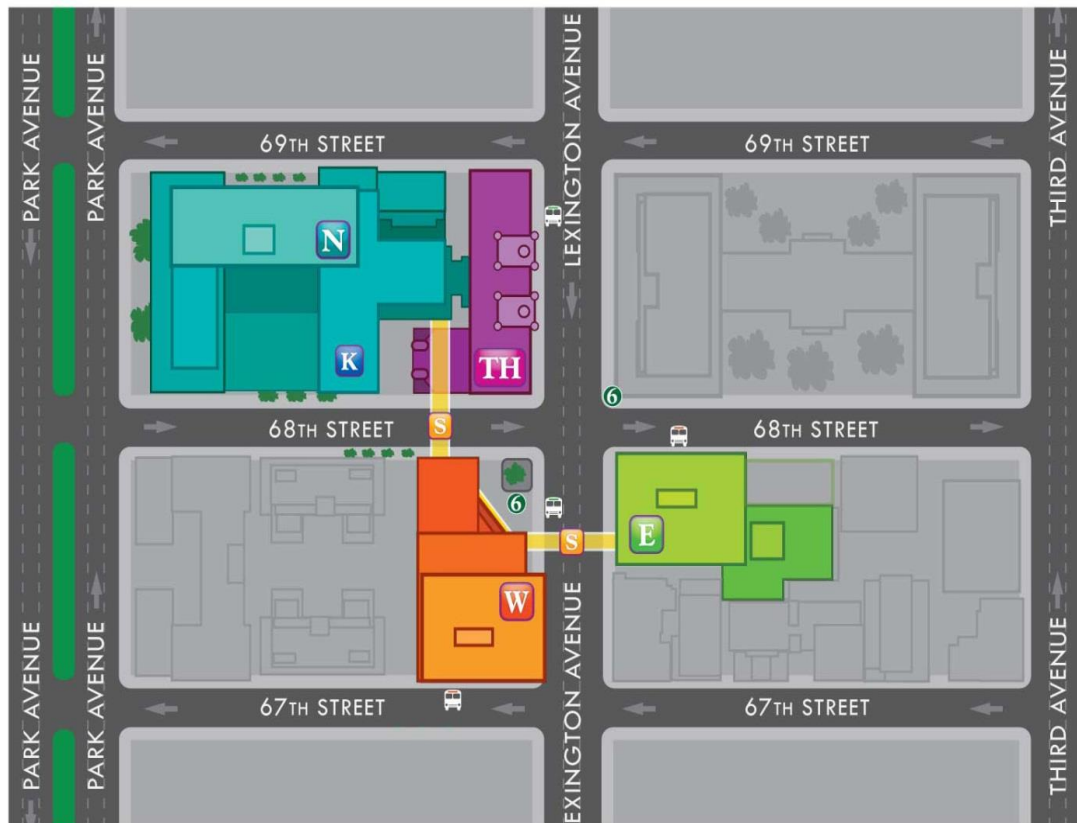 PARK AVENUE
PARK AVENUE
LEXINGTON AVENUE
THIRD AVENUE
69TH STREET
69TH STREET
N
K
TH
6
S
68TH STREET
68TH STREET
6
E
S
W
PARK AVENUE
PARK AVENUE
LEXINGTON AVENUE
THIRD AVENUE
67TH STREET
67TH STREET